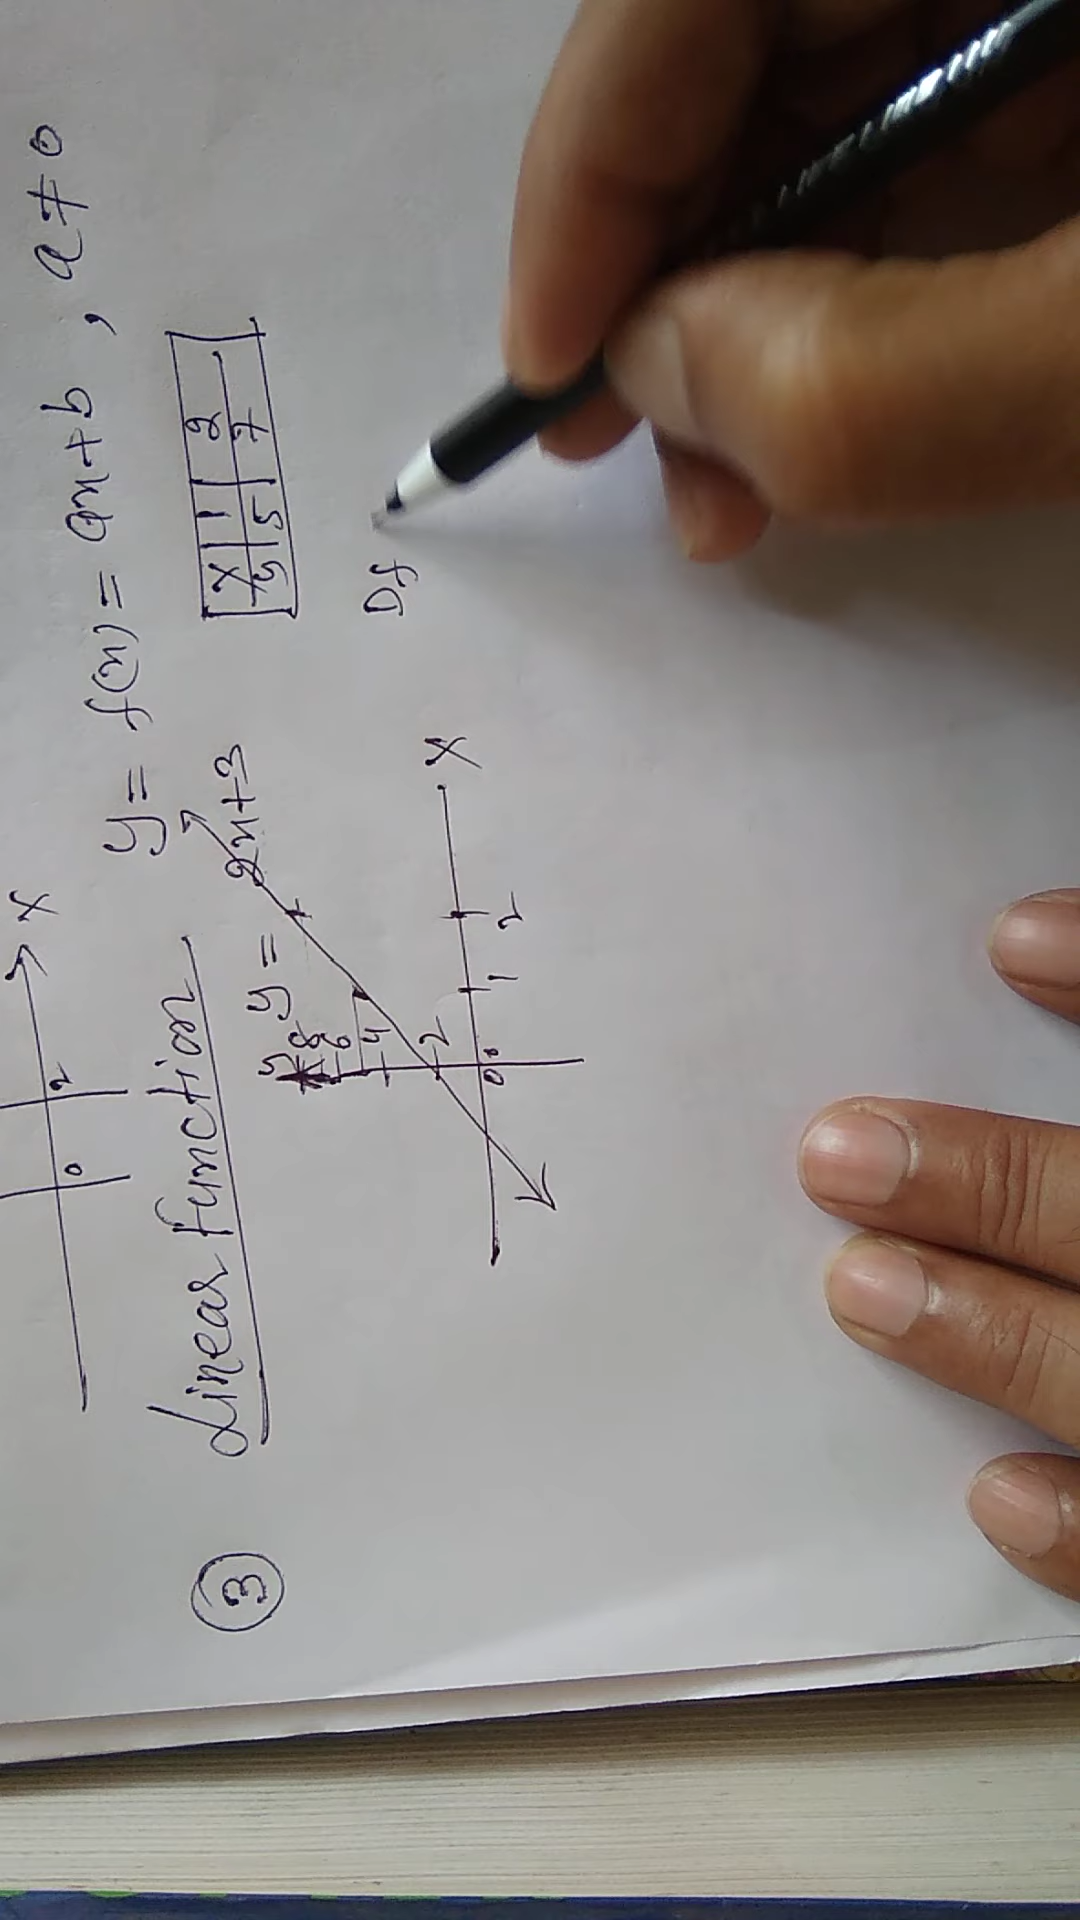 X
0 2
③ Linear function y = f(x) = ax+b , a ≠ 0
y = 2x+3
X 1 2
y 5 7
y
8
6
4
2
0 1 2 X
Df